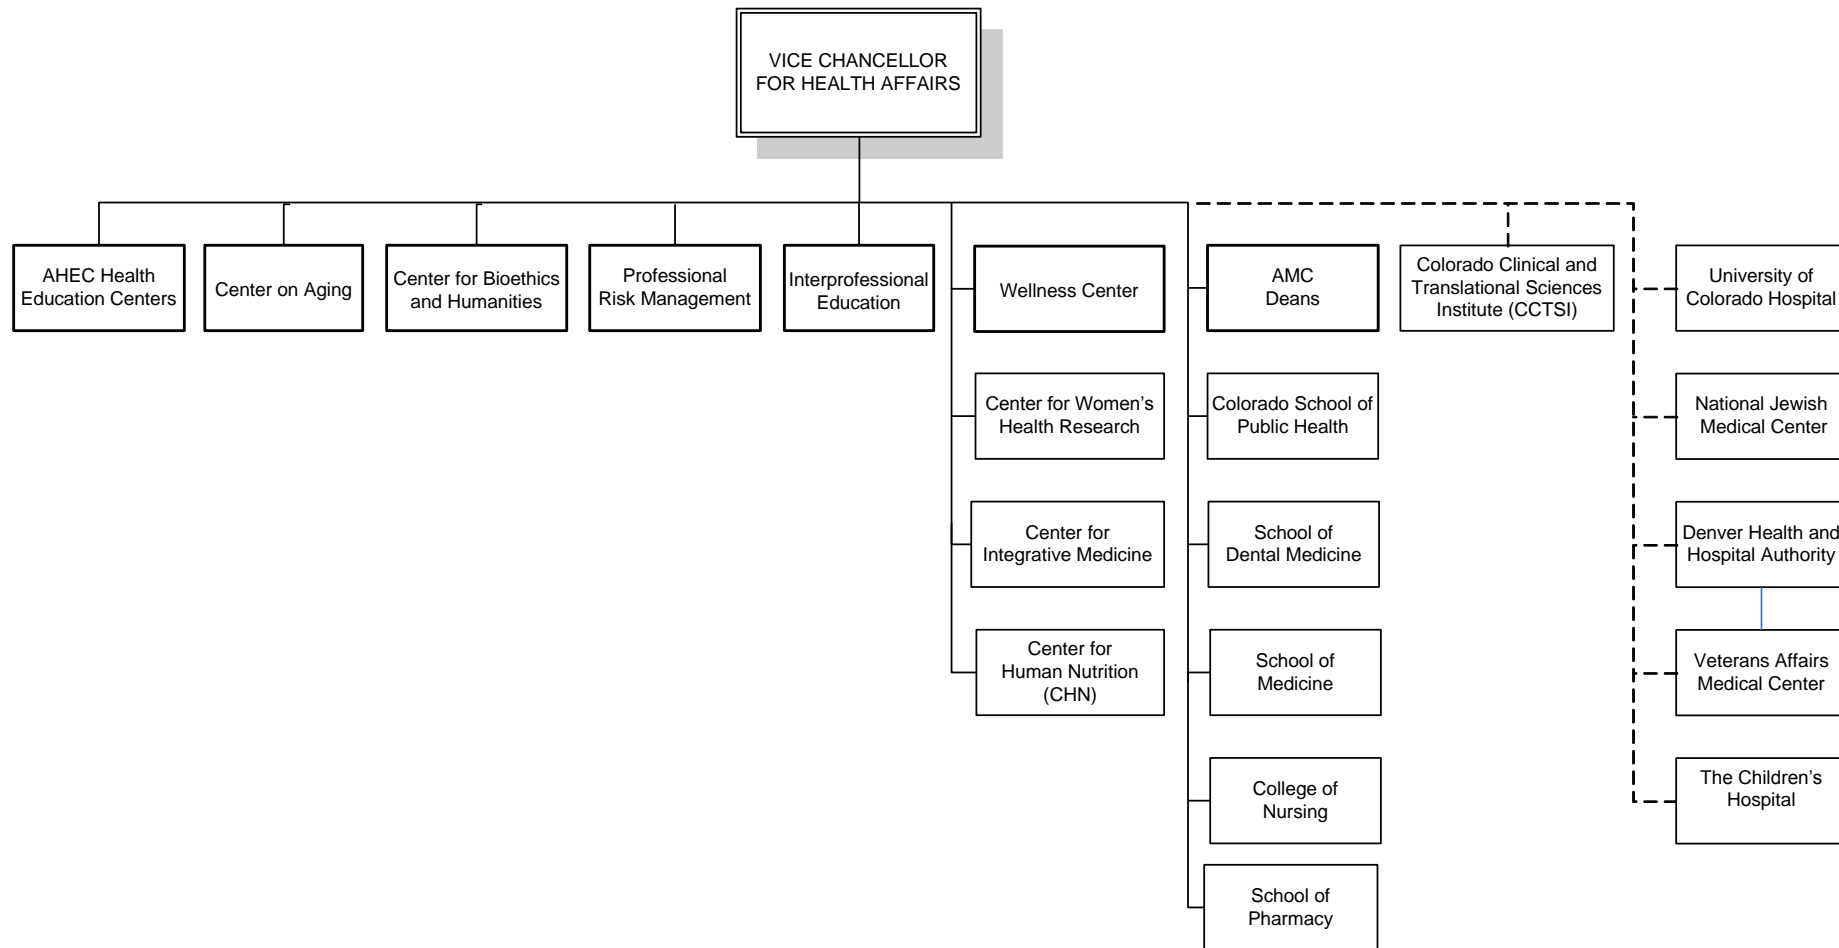 VICE CHANCELLOR
FOR HEALTH AFFAIRS
AHEC Health
Education Centers
Center on Aging
Center for Bioethics
and Humanities
Professional
Risk Management
Interprofessional
Education
Wellness Center
AMC
Deans
Colorado Clinical and
Translational Sciences
Institute (CCTSI)
University of
Colorado Hospital
Center for Women’s
Health Research
Colorado School of
Public Health
National Jewish
Medical Center
Center for
Integrative Medicine
School of
Dental Medicine
Denver Health and
Hospital Authority
Center for
Human Nutrition
(CHN)
School of
Medicine
Veterans Affairs
Medical Center
College of
Nursing
The Children’s
Hospital
School of
Pharmacy